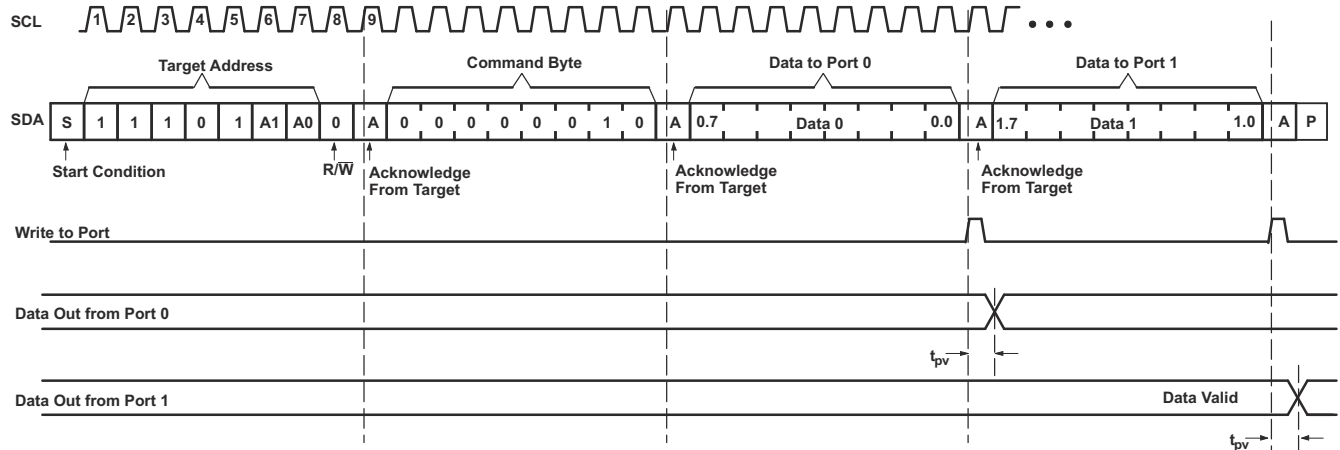 SCL 1 2 3 4 5 6 7 8 9
Target Address Command Byte Data to Port 0 Data to Port 1
SDA S 1 1 1 0 1 A1 A0 0 A 0 0 0 0 0 0 1 0 A 0.7 Data 0 0.0 A 1.7 Data 1 1.0 A P
Start Condition R/W̅ Acknowledge From Target Acknowledge From Target Acknowledge From Target
Write to Port
Data Out from Port 0
tpv
Data Out from Port 1 Data Valid
tpv